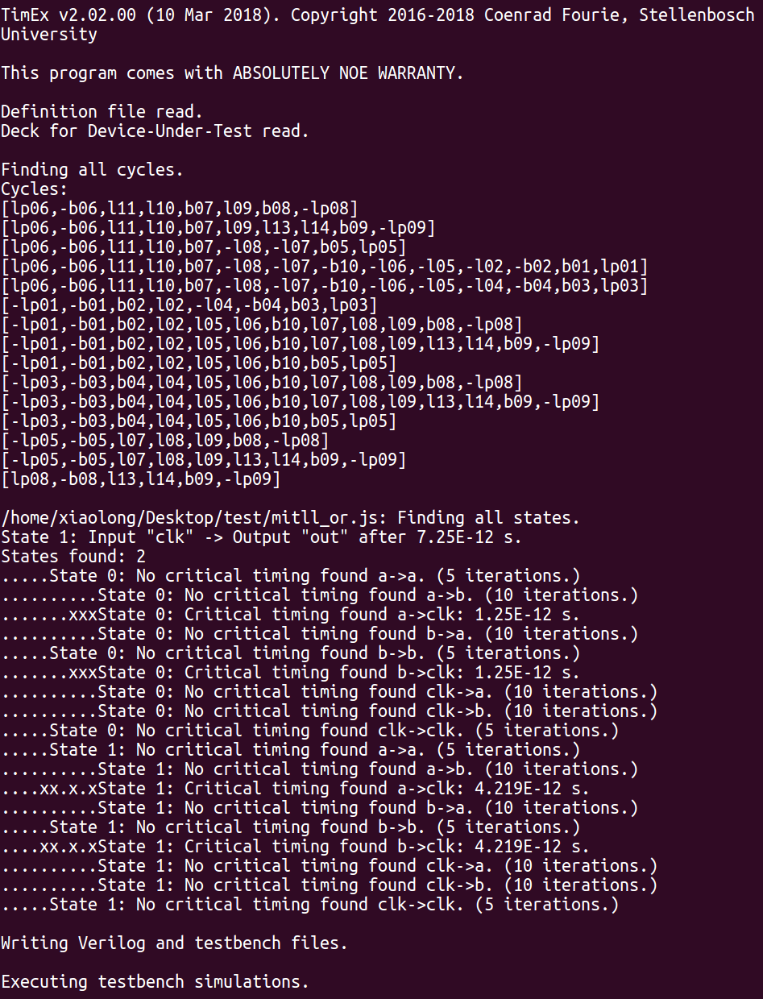 TimEx v2.02.00 (10 Mar 2018). Copyright 2016-2018 Coenrad Fourie, Stellenbosch
University
This program comes with ABSOLUTELY NOE WARRANTY.
Definition file read.
Deck for Device-Under-Test read.
Finding all cycles.
Cycles:
[lp06,-b06,l11,l10,b07,l09,b08,-lp08]
[lp06,-b06,l11,l10,b07,l09,l13,l14,b09,-lp09]
[lp06,-b06,l11,l10,b07,-l08,-l07,b05,lp05]
[lp06,-b06,l11,l10,b07,-l08,-l07,-b10,-l06,-l05,-l02,-b02,b01,lp01]
[lp06,-b06,l11,l10,b07,-l08,-l07,-b10,-l06,-l05,-l04,-b04,b03,lp03]
[-lp01,-b01,b02,l02,-l04,-b04,b03,lp03]
[-lp01,-b01,b02,l02,l05,l06,b10,l07,l08,l09,b08,-lp08]
[-lp01,-b01,b02,l02,l05,l06,b10,l07,l08,l09,l13,l14,b09,-lp09]
[-lp01,-b01,b02,l02,l05,l06,b10,b05,lp05]
[-lp03,-b03,b04,l04,l05,l06,b10,l07,l08,l09,b08,-lp08]
[-lp03,-b03,b04,l04,l05,l06,b10,l07,l08,l09,l13,l14,b09,-lp09]
[-lp03,-b03,b04,l04,l05,l06,b10,b05,lp05]
[-lp05,-b05,l07,l08,l09,b08,-lp08]
[-lp05,-b05,l07,l08,l09,l13,l14,b09,-lp09]
[lp08,-b08,l13,l14,b09,-lp09]
/home/xiaolong/Desktop/test/mitll_or.js: Finding all states.
State 1: Input "clk" -> Output "out" after 7.25E-12 s.
States found: 2
.....State 0: No critical timing found a->a. (5 iterations.)
..........State 0: No critical timing found a->b. (10 iterations.)
.......xxxState 0: Critical timing found a->clk: 1.25E-12 s.
..........State 0: No critical timing found b->a. (10 iterations.)
.....State 0: No critical timing found b->b. (5 iterations.)
.......xxxState 0: Critical timing found b->clk: 1.25E-12 s.
..........State 0: No critical timing found clk->a. (10 iterations.)
..........State 0: No critical timing found clk->b. (10 iterations.)
.....State 0: No critical timing found clk->clk. (5 iterations.)
.....State 1: No critical timing found a->a. (5 iterations.)
..........State 1: No critical timing found a->b. (10 iterations.)
....xx.x.xState 1: Critical timing found a->clk: 4.219E-12 s.
..........State 1: No critical timing found b->a. (10 iterations.)
.....State 1: No critical timing found b->b. (5 iterations.)
....xx.x.xState 1: Critical timing found b->clk: 4.219E-12 s.
..........State 1: No critical timing found clk->a. (10 iterations.)
..........State 1: No critical timing found clk->b. (10 iterations.)
.....State 1: No critical timing found clk->clk. (5 iterations.)
Writing Verilog and testbench files.
Executing testbench simulations.